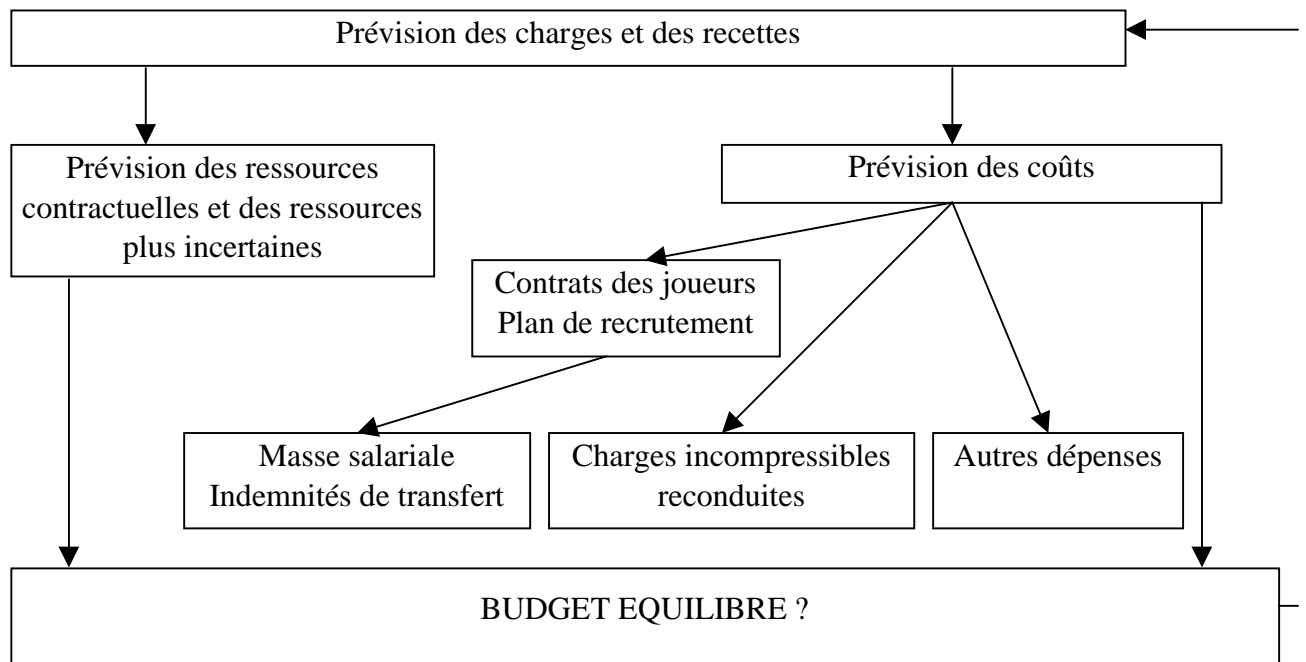 Prévision des charges et des recettes
Prévision des ressources
contractuelles et des ressources
plus incertaines
Prévision des coûts
Contrats des joueurs
Plan de recrutement
Masse salariale
Indemnités de transfert
Charges incompressibles
reconduites
Autres dépenses
BUDGET EQUILIBRE ?